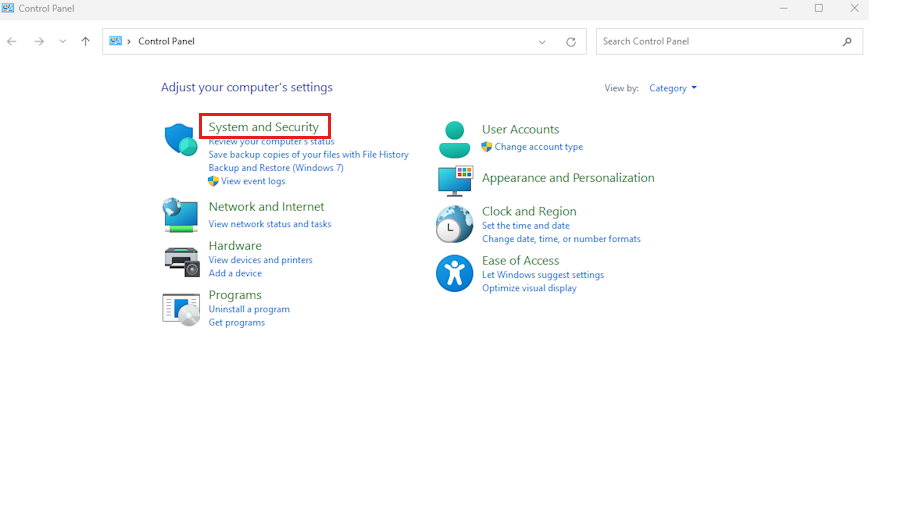 Control Panel
Control Panel
Search Control Panel
Adjust your computer's settings
View by: Category
System and Security
Review your computer's status
Save backup copies of your files with File History
Backup and Restore (Windows 7)
View event logs
Network and Internet
View network status and tasks
Hardware
View devices and printers
Add a device
Programs
Uninstall a program
Get programs
User Accounts
Change account type
Appearance and Personalization
Clock and Region
Set the time and date
Change date, time, or number formats
Ease of Access
Let Windows suggest settings
Optimize visual display